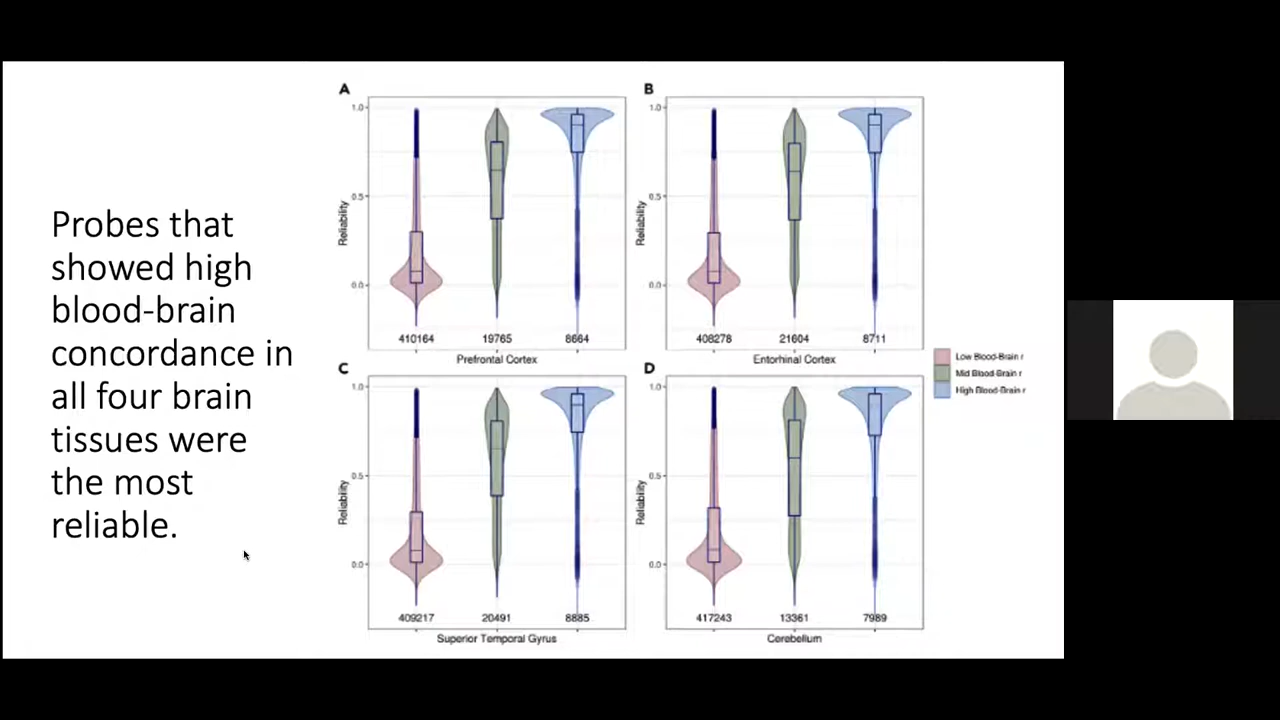 Probes that
showed high
blood-brain
concordance in
all four brain
tissues were
the most
reliable.
A
1.0
0.5
0.0
Reliability
410164 19765 8664
Prefrontal Cortex
B
1.0
0.5
0.0
Reliability
408278 21604 8711
Entorhinal Cortex
C
1.0
0.5
0.0
Reliability
409217 20491 8885
Superior Temporal Gyrus
D
1.0
0.5
0.0
Reliability
417243 13361 7989
Cerebellum
Low Blood-Brain r
Mid Blood-Brain r
High Blood-Brain r